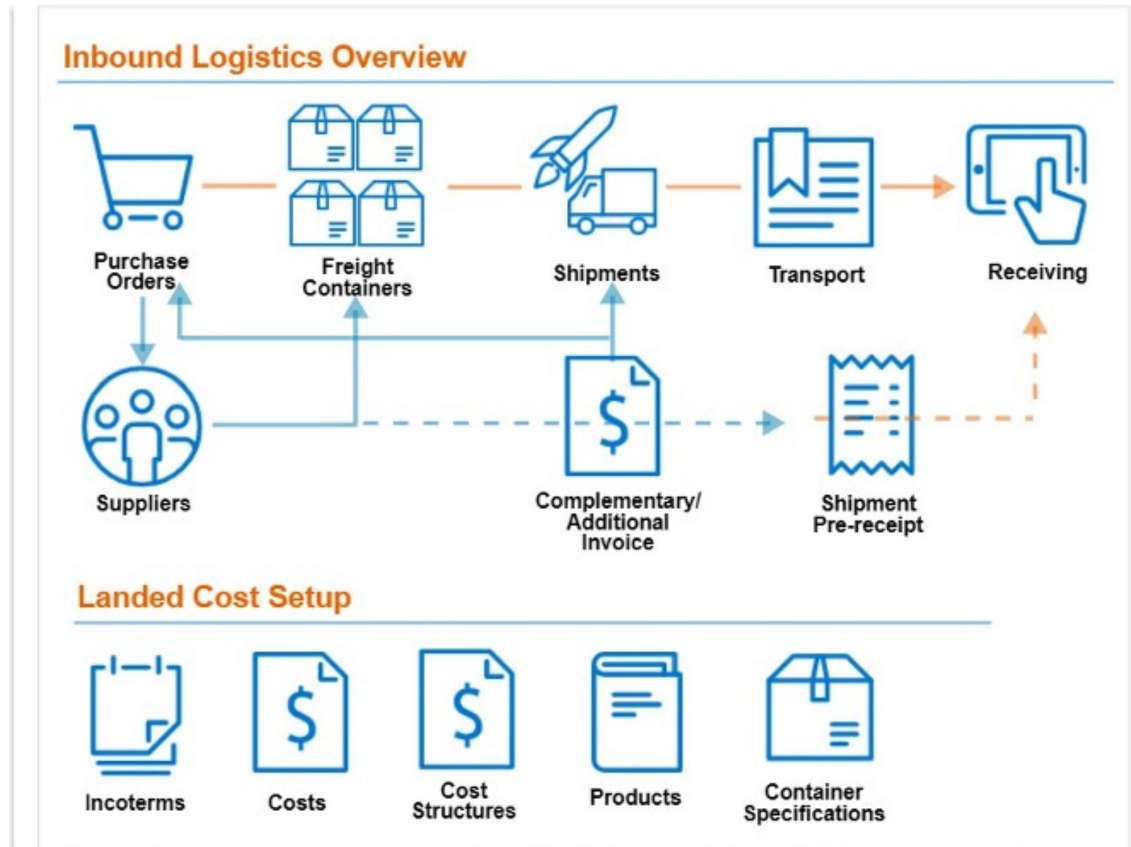 Inbound Logistics Overview
Purchase
Orders
Freight
Containers
Shipments
Transport
Receiving
Suppliers
$
Complementary/
Additional
Invoice
Shipment
Pre-receipt
Landed Cost Setup
Incoterms
$
Costs
$
Cost
Structures
Products
Container
Specifications